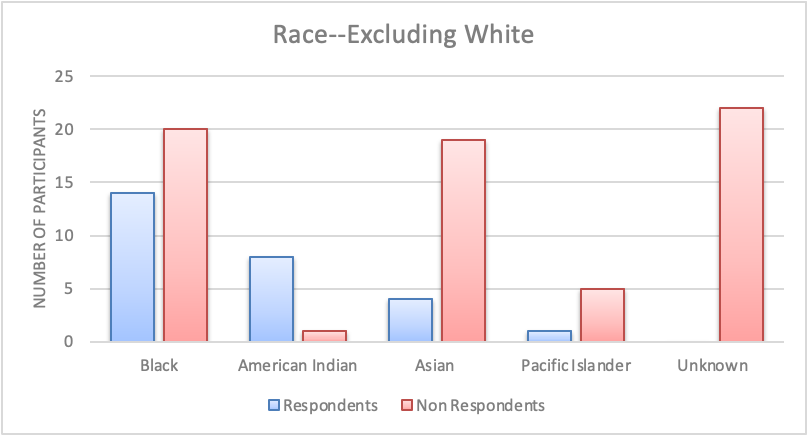 Race--Excluding White
NUMBER OF PARTICIPANTS
25
20
15
10
5
0
Black American Indian Asian Pacific Islander Unknown
Respondents Non Respondents